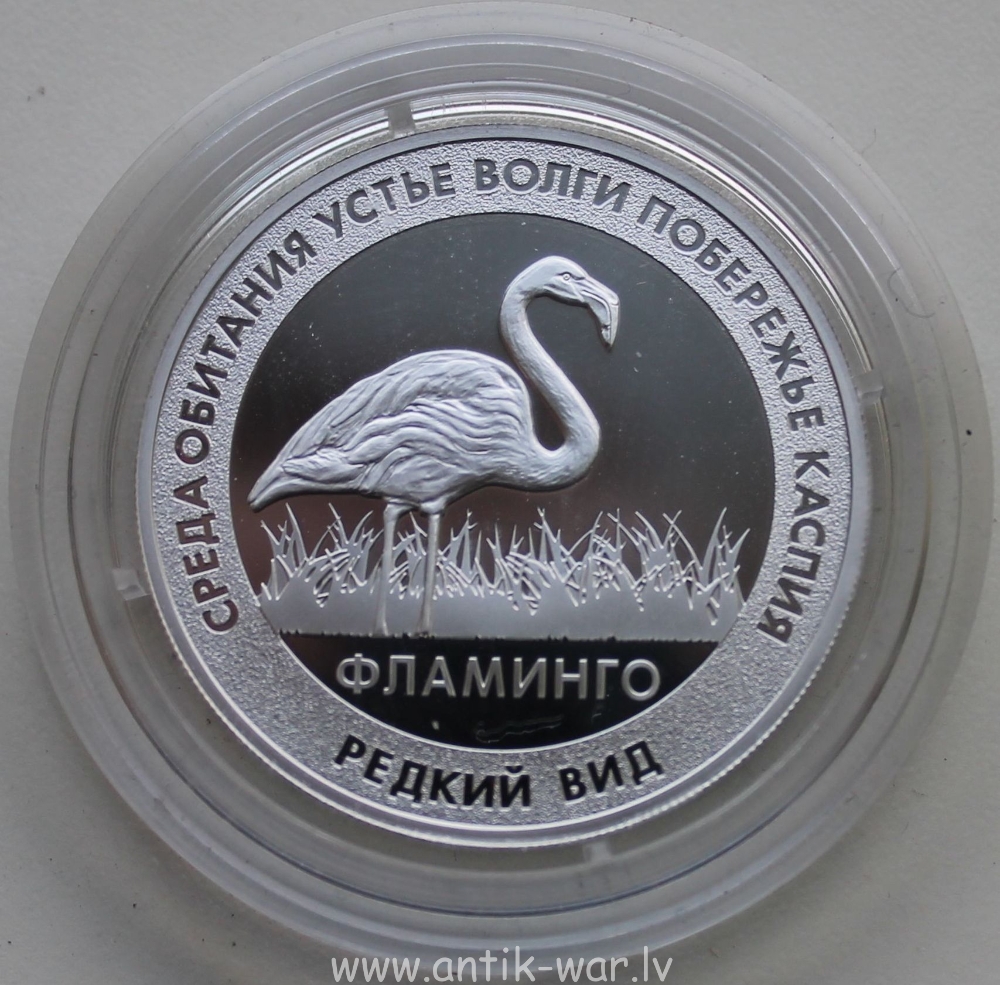 СРЕДА ОБИТАНИЯ УСТЬЕ ВОЛГИ ПОБЕРЕЖЬЕ КАСПИЯ
ФЛАМИНГО
РЕДКИЙ ВИД
www.antik-war.lv